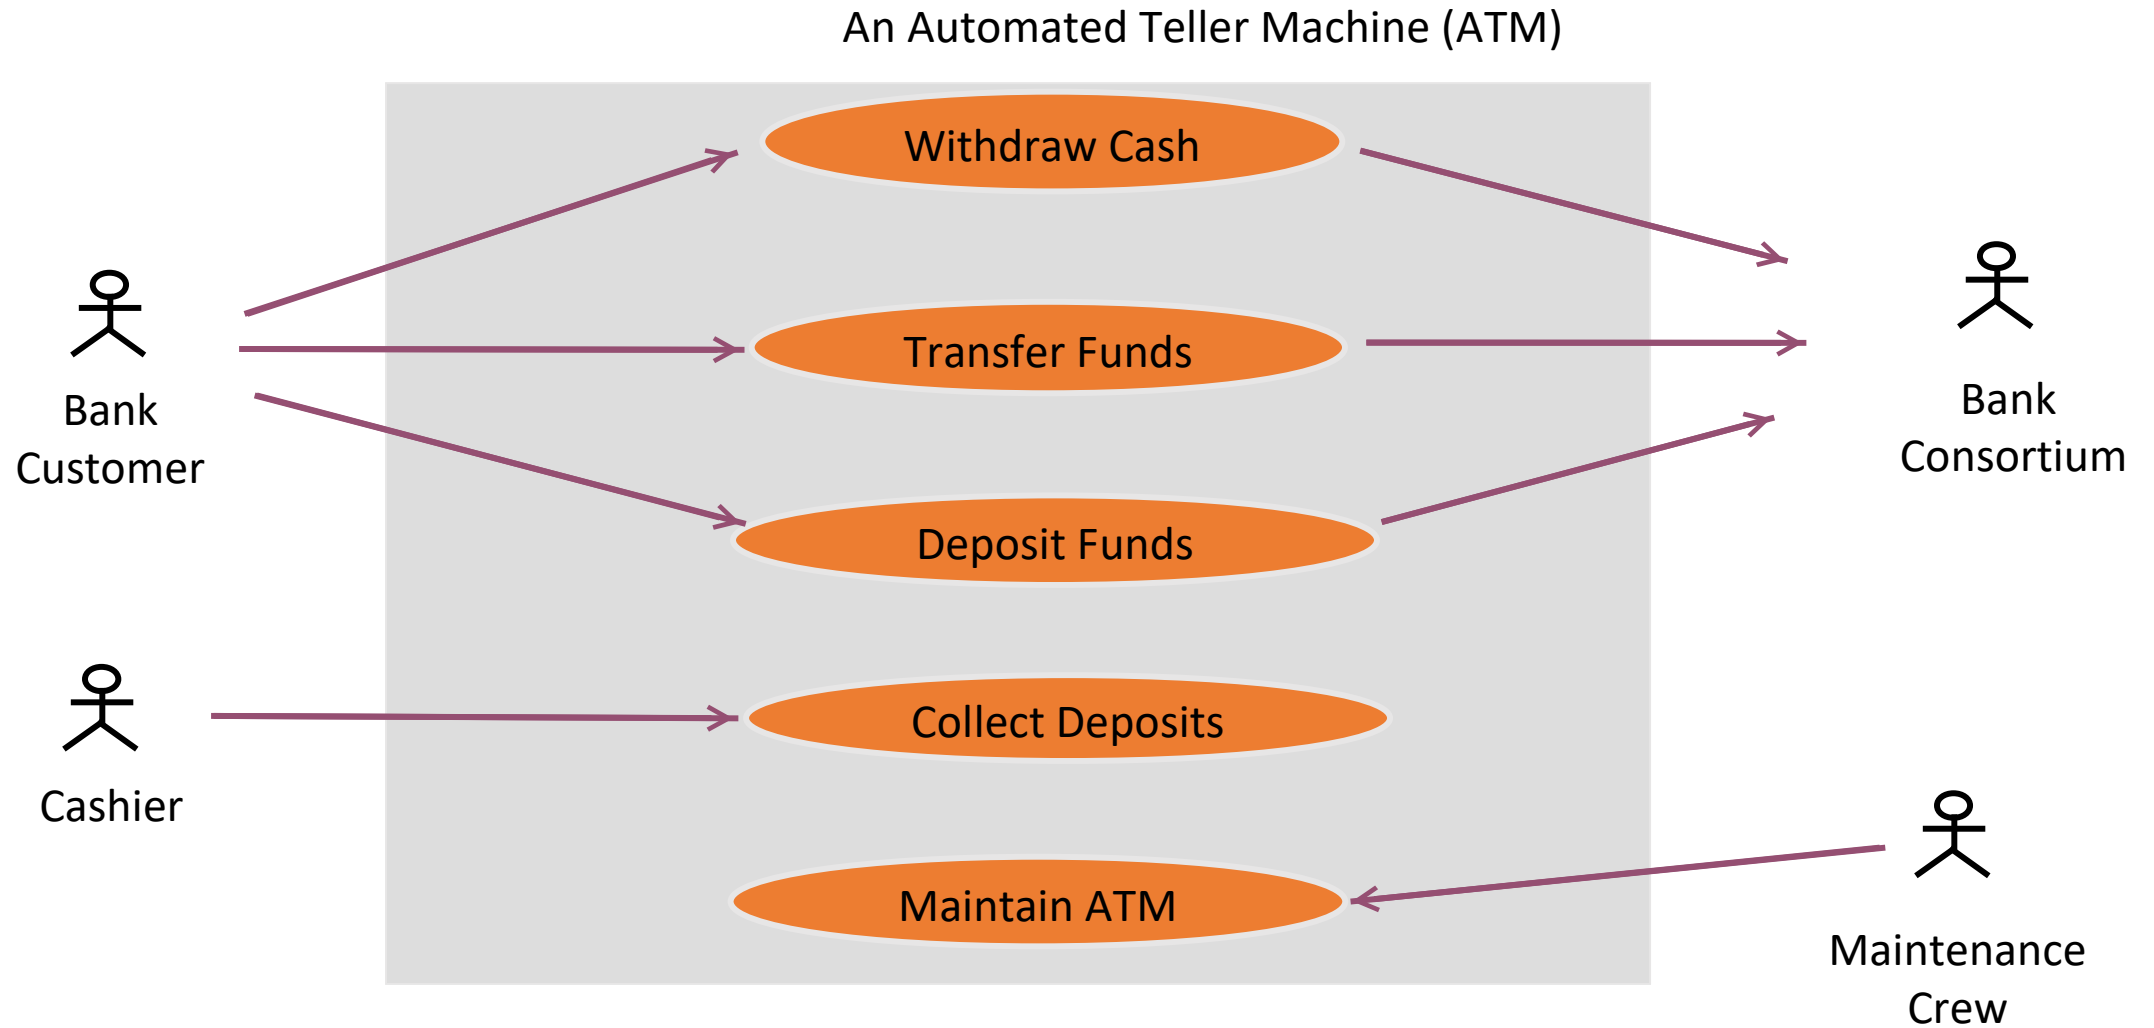 An Automated Teller Machine (ATM)
Withdraw Cash
Transfer Funds
Bank
Customer
Bank
Consortium
Deposit Funds
Collect Deposits
Cashier
Maintain ATM
Maintenance
Crew